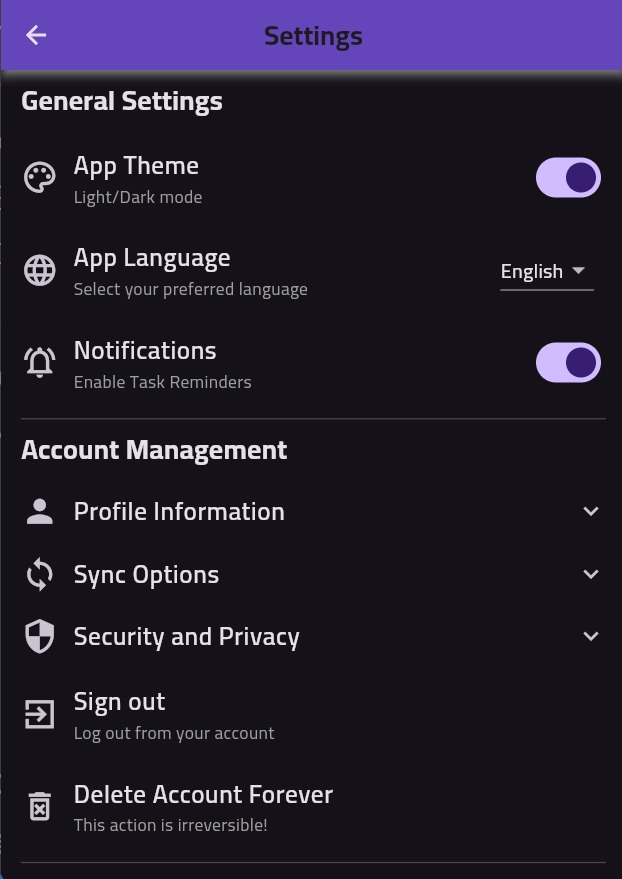 Settings
General Settings
App Theme
Light/Dark mode
App Language
Select your preferred language
English
Notifications
Enable Task Reminders
Account Management
Profile Information
Sync Options
Security and Privacy
Sign out
Log out from your account
Delete Account Forever
This action is irreversible!